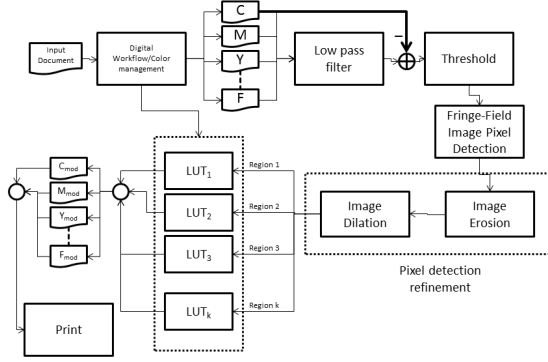 Input
Document
Digital
Workflow/Color
management
C
M
Y
F
Low pass
filter
−
Threshold
Fringe-Field
Image Pixel
Detection
Image
Erosion
Image
Dilation
Pixel detection
refinement
Region 1
Region 2
Region 3
Region k
LUT1
LUT2
LUT3
LUTk
Cmod
Mmod
Ymod
Fmod
Print